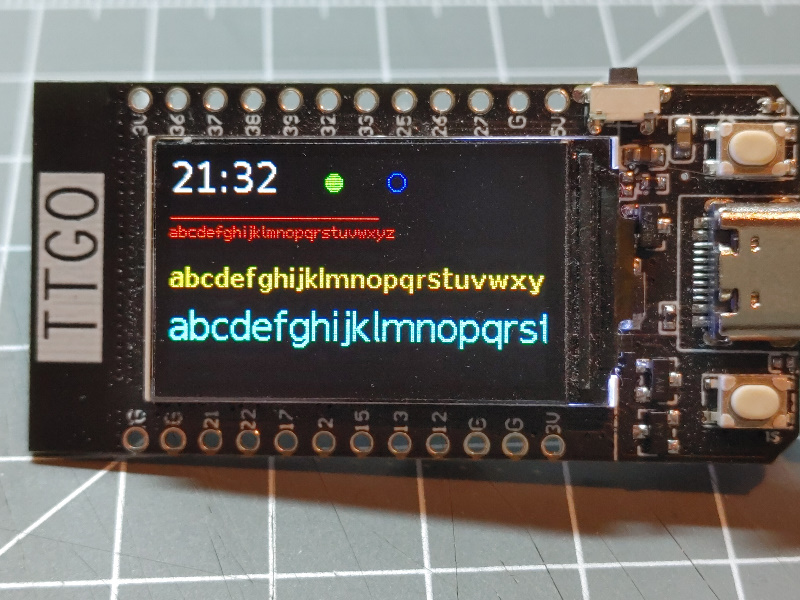 3V 36 37 38 39 32 33 25 26 27 G 5V
TTGO
21:32
abcdefghijklmnopqrstuvwxyz
abcdefghijklmnopqrstuvwxy
abcdefghijklmnopqrst
G G 21 22 17 2 15 13 12 G G 3V